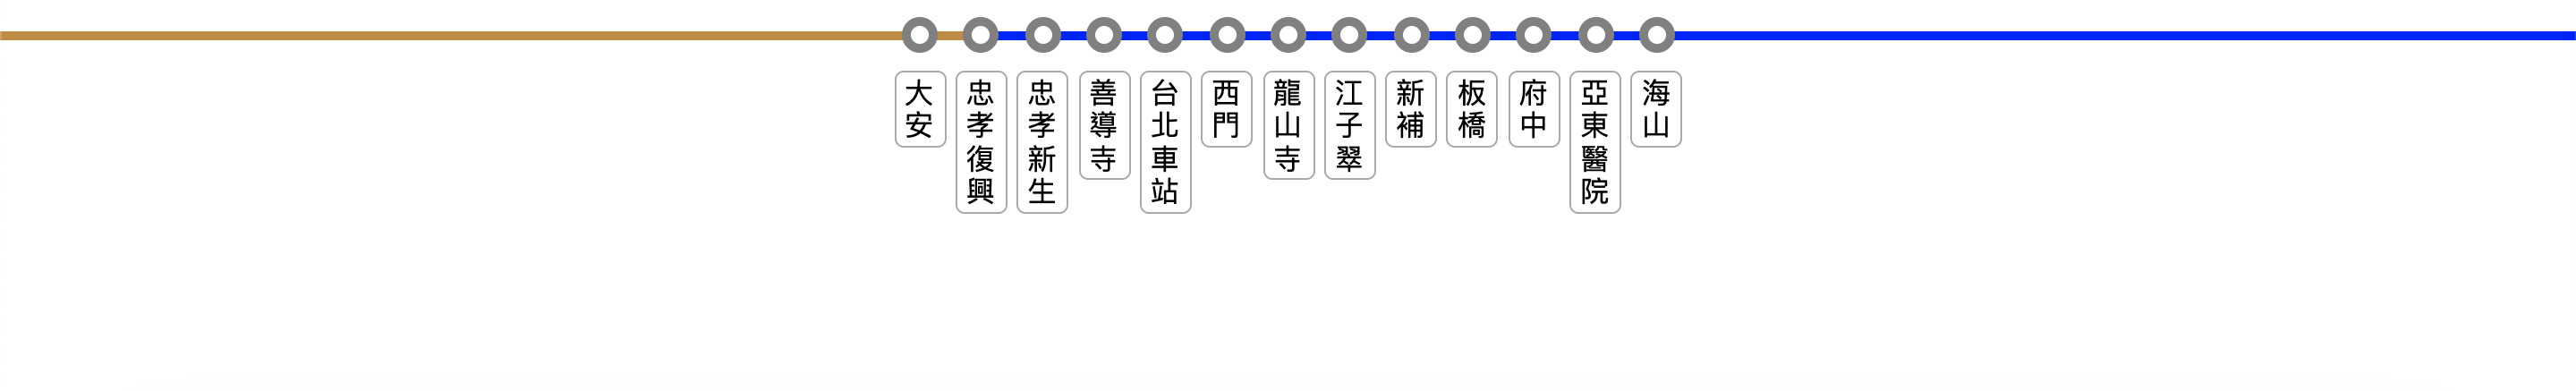 大安
忠孝復興
忠孝新生
善導寺
台北車站
西門
龍山寺
江子翠
新補
板橋
府中
亞東醫院
海山